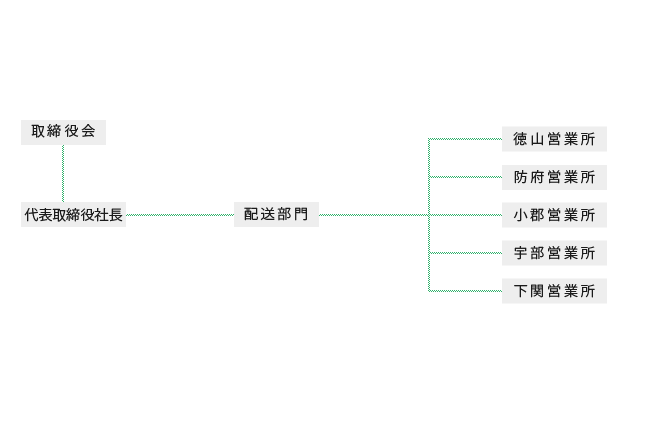 取締役会
代表取締役社長
配送部門
徳山営業所
防府営業所
小郡営業所
宇部営業所
下関営業所